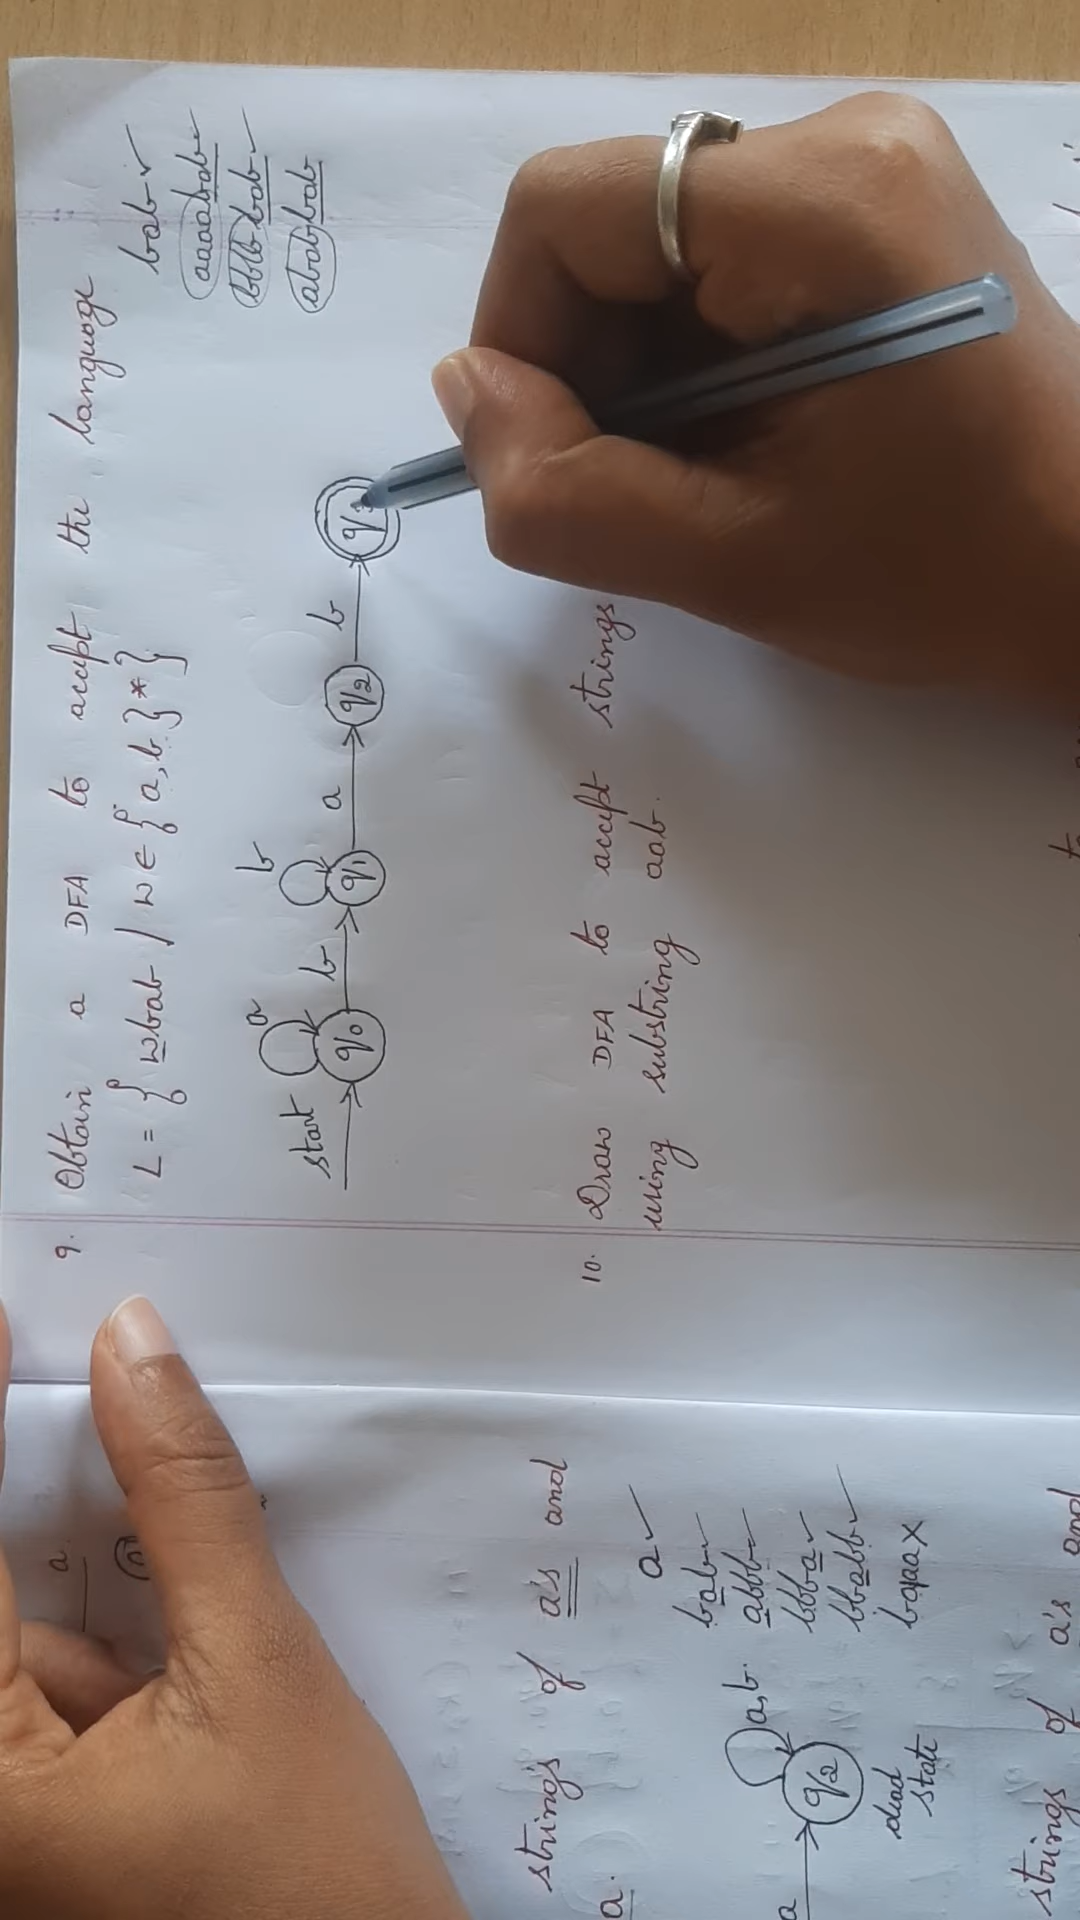 9. Obtain a DFA to accept the language
L = { wbab / w ∈ {a,b}* }
bab ✓
aaaabab ✓
bbbbbab ✓
ababbab
start
a
b
b
a
b
q0
q1
q2
10. Draw DFA to accept strings
using substring aab.
a
strings of a's and
a.
a ✓
bab ✓
abbb ✓
bbba ✓
bbabb ✓
baaa x
a
a,b.
q2
dead
state
strings of a's and
to